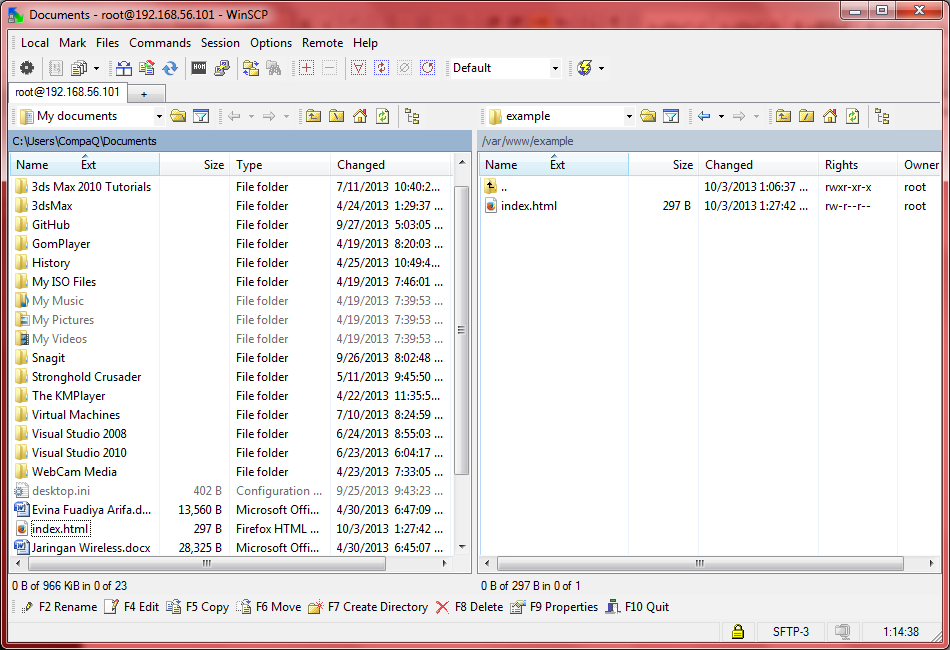 Documents - root@192.168.56.101 - WinSCP
Local Mark Files Commands Session Options Remote Help
Default
root@192.168.56.101 +
My documents example
C:\Users\CompaQ\Documents /var/www/example
Name Ext Size Type Changed Name Ext Size Changed Rights Owner
3ds Max 2010 Tutorials File folder 7/11/2013 10:40:2... .. 10/3/2013 1:06:37 ... rwxr-xr-x root
3dsMax File folder 4/24/2013 1:29:37 ... index.html 297 B 10/3/2013 1:27:42 ... rw-r--r-- root
GitHub File folder 9/27/2013 5:03:05 ...
GomPlayer File folder 4/19/2013 8:20:03 ...
History File folder 4/25/2013 10:49:4...
My ISO Files File folder 4/19/2013 7:46:01 ...
My Music File folder 4/19/2013 7:39:53 ...
My Pictures File folder 4/19/2013 7:39:53 ...
My Videos File folder 4/19/2013 7:39:53 ...
Snagit File folder 9/26/2013 8:02:48 ...
Stronghold Crusader File folder 5/11/2013 9:45:50 ...
The KMPlayer File folder 4/22/2013 11:35:5...
Virtual Machines File folder 7/10/2013 8:24:59 ...
Visual Studio 2008 File folder 6/24/2013 8:55:03 ...
Visual Studio 2010 File folder 6/23/2013 6:04:17 ...
WebCam Media File folder 4/23/2013 7:33:05 ...
desktop.ini 402 B Configuration ... 9/25/2013 9:43:23 ...
Evina Fuadiya Arifa.d... 13,560 B Microsoft Offi... 4/30/2013 6:47:09 ...
index.html 297 B Firefox HTML ... 10/3/2013 1:27:42 ...
Jaringan Wireless.docx 28,325 B Microsoft Offi... 4/30/2013 6:45:07 ...
0 B of 966 KiB in 0 of 23 0 B of 297 B in 0 of 1
F2 Rename F4 Edit F5 Copy F6 Move F7 Create Directory F8 Delete F9 Properties F10 Quit
SFTP-3 1:14:38